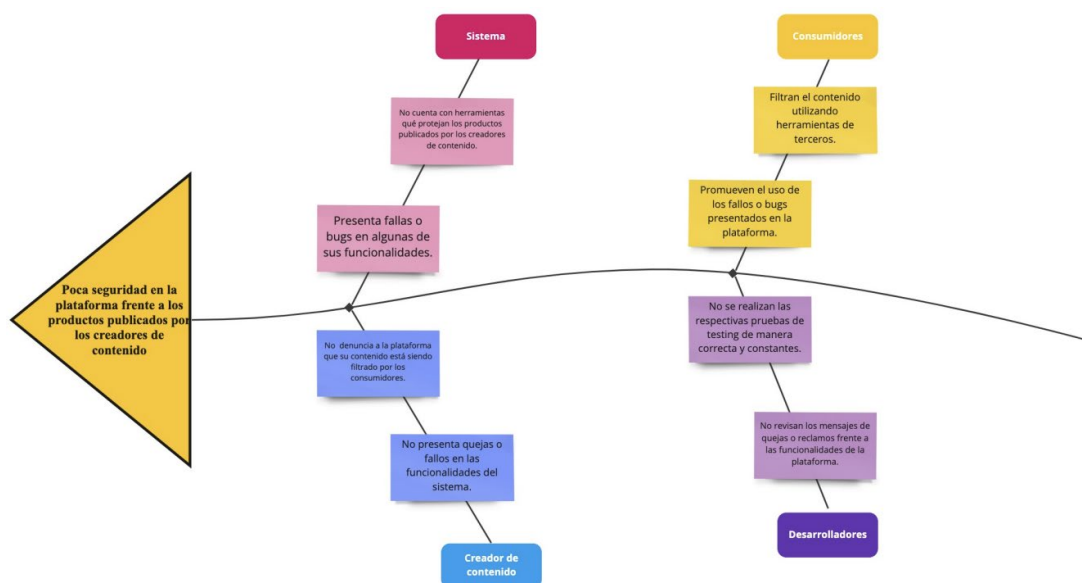 Sistema
Consumidores
No cuenta con herramientas
qué protejan los productos
publicados por los creadores
de contenido.
Filtran el contenido
utilizando
herramientas de
terceros.
Presenta fallas o
bugs en algunas de
sus funcionalidades.
Promueven el uso de
los fallos o bugs
presentados en la
plataforma.
Poca seguridad en la
plataforma frente a los
productos publicados por
los creadores de
contenido
No denuncia a la plataforma
que su contenido está siendo
filtrado por los
consumidores.
No se realizan las
respectivas pruebas de
testing de manera
correcta y constantes.
No presenta quejas o
fallos en las
funcionalidades del
sistema.
No revisan los mensajes de
quejas o reclamos frente a
las funcionalidades de la
plataforma.
Creador de
contenido
Desarrolladores